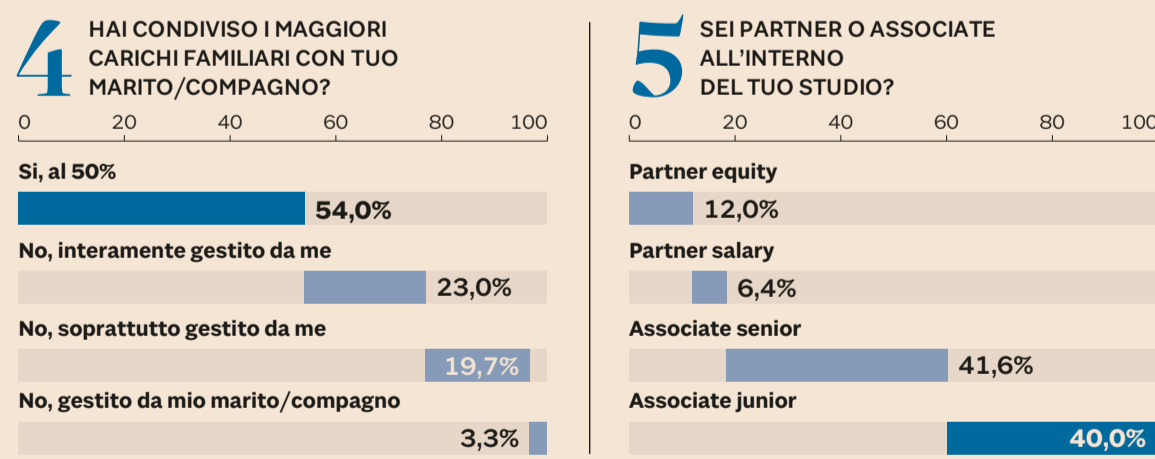 4
HAI CONDIVISO I MAGGIORI
CARICHI FAMILIARI CON TUO
MARITO/COMPAGNO?
0 20 40 60 80 100
Si, al 50%
54,0%
No, interamente gestito da me
23,0%
No, soprattutto gestito da me
19,7%
No, gestito da mio marito/compagno
3,3%
5
SEI PARTNER O ASSOCIATE
ALL'INTERNO
DEL TUO STUDIO?
0 20 40 60 80 100
Partner equity
12,0%
Partner salary
6,4%
Associate senior
41,6%
Associate junior
40,0%